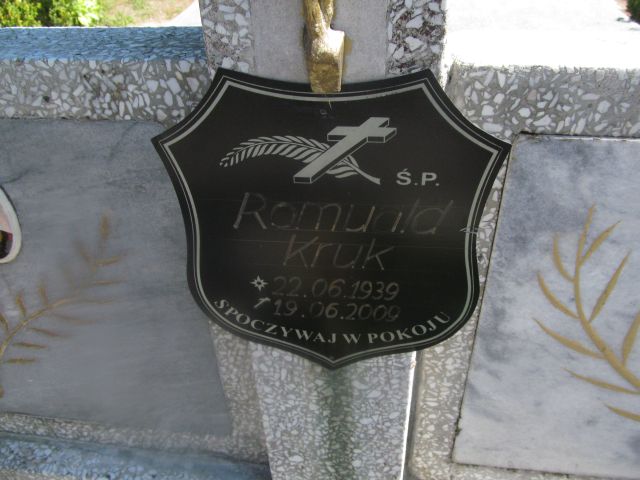 Ś.P.
Romuald
Kruk
22.06.1939
19.06.2009
SPOCZYWAJ W POKOJU